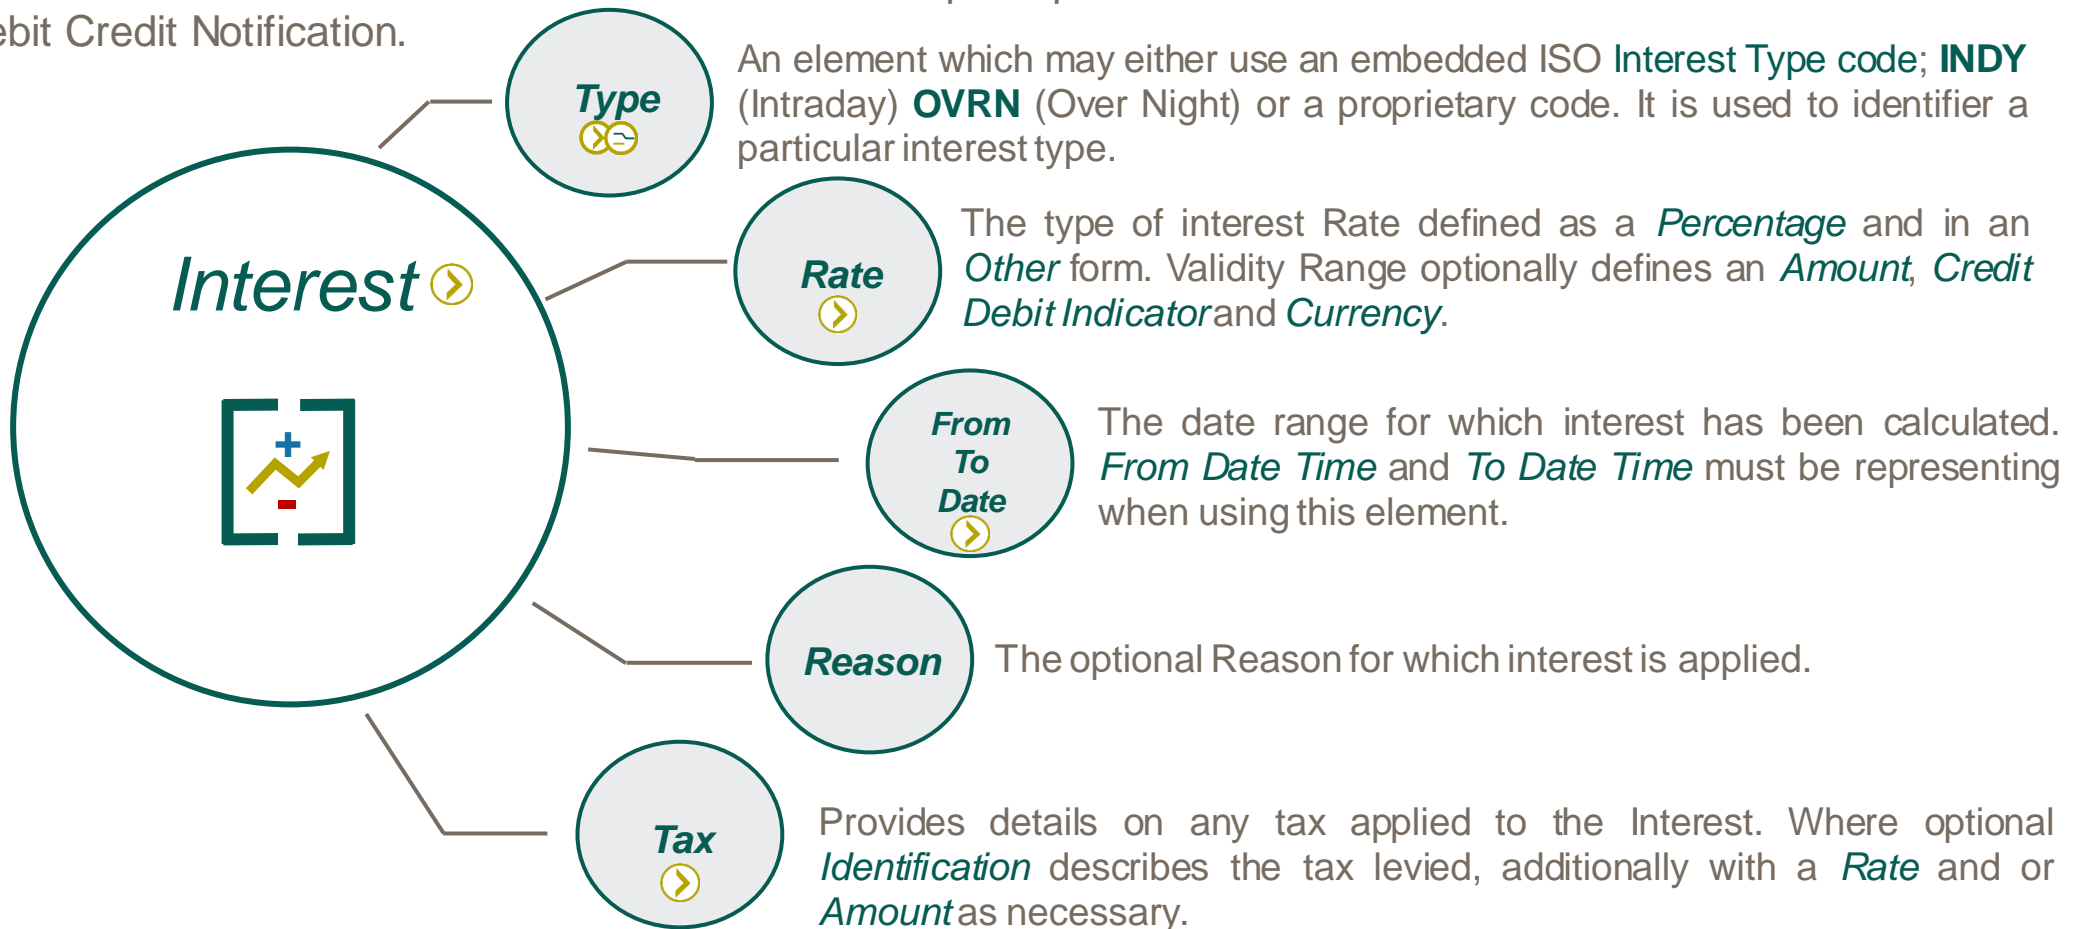 ebit Credit Notification.
Type
An element which may either use an embedded ISO Interest Type code; INDY
(Intraday) OVRN (Over Night) or a proprietary code. It is used to identifier a
particular interest type.
Interest
Rate
The type of interest Rate defined as a Percentage and in an
Other form. Validity Range optionally defines an Amount, Credit
Debit Indicator and Currency.
From
To
Date
The date range for which interest has been calculated.
From Date Time and To Date Time must be representing
when using this element.
Reason
The optional Reason for which interest is applied.
Tax
Provides details on any tax applied to the Interest. Where optional
Identification describes the tax levied, additionally with a Rate and or
Amount as necessary.